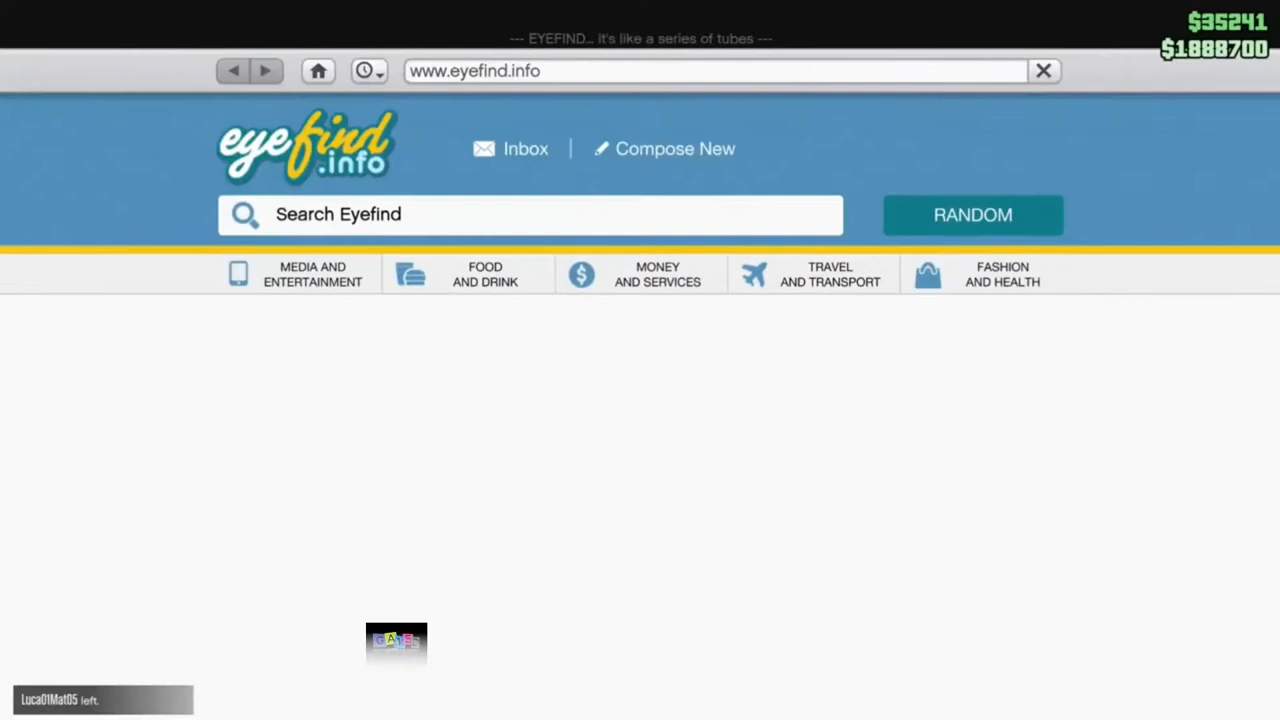 $35241
--- EYEFIND... it's like a series of tubes ---
$1888700
www.eyefind.info
eyefind
.info
Inbox
Compose New
Search Eyefind
RANDOM
MEDIA AND
ENTERTAINMENT
FOOD
AND DRINK
MONEY
AND SERVICES
TRAVEL
AND TRANSPORT
FASHION
AND HEALTH
GATES
Luca01Mat05 left.